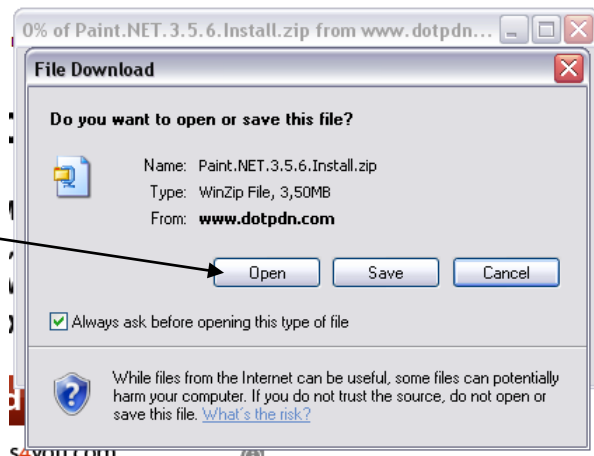 0% of Paint.NET.3.5.6.Install.zip from www.dotpdn...
File Download
Do you want to open or save this file?
Name: Paint.NET.3.5.6.Install.zip
Type: WinZip File, 3,50MB
From: www.dotpdn.com
Open Save Cancel
Always ask before opening this type of file
While files from the Internet can be useful, some files can potentially
harm your computer. If you do not trust the source, do not open or
save this file. What's the risk?
s4you.com